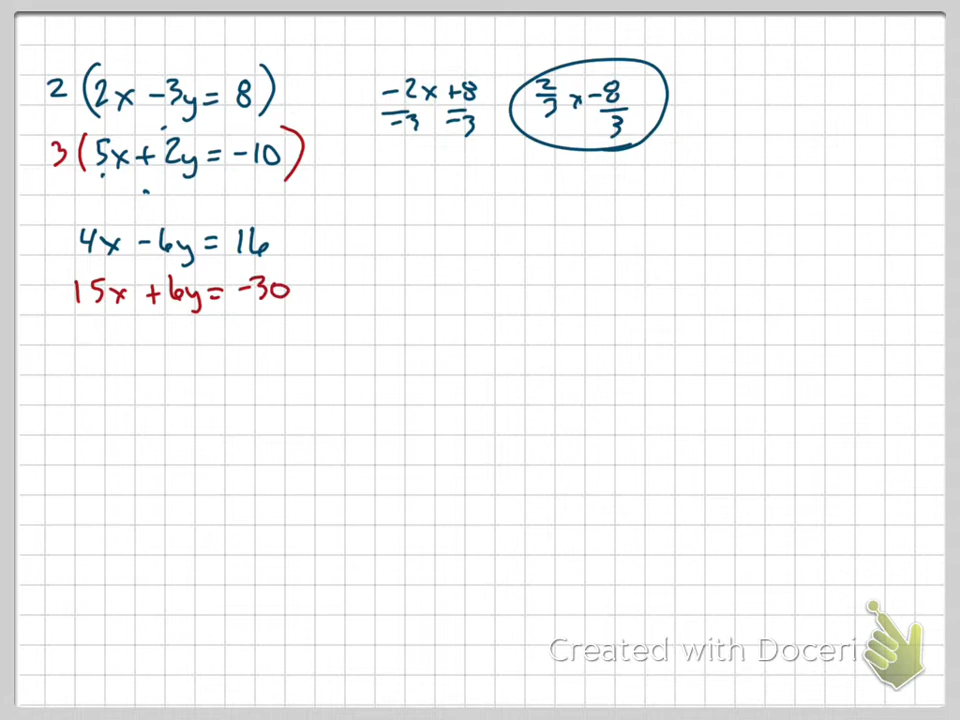 2 (2x - 3y = 8)
3 (5x + 2y = -10)
4x - 6y = 16
15x + 6y = -30
-2x +8
-3 -3
2/3 x - 8/3
Created with Doceri